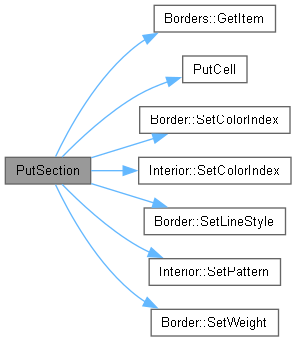 Borders::GetItem
PutCell
Border::SetColorIndex
PutSection
Interior::SetColorIndex
Border::SetLineStyle
Interior::SetPattern
Border::SetWeight